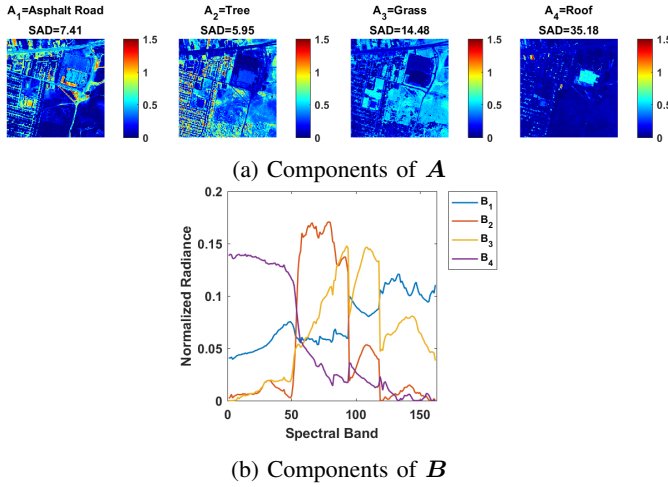 A1=Asphalt Road A2=Tree A3=Grass A4=Roof
SAD=7.41 SAD=5.95 SAD=14.48 SAD=35.18
1.5 1.5 1.5 1.5
1 1 1 1
0.5 0.5 0.5 0.5
0 0 0 0
(a) Components of A
0.2
0.15
0.1
0.05
0
Normalized Radiance
0 50 100 150
Spectral Band
B1
B2
B3
B4
(b) Components of B